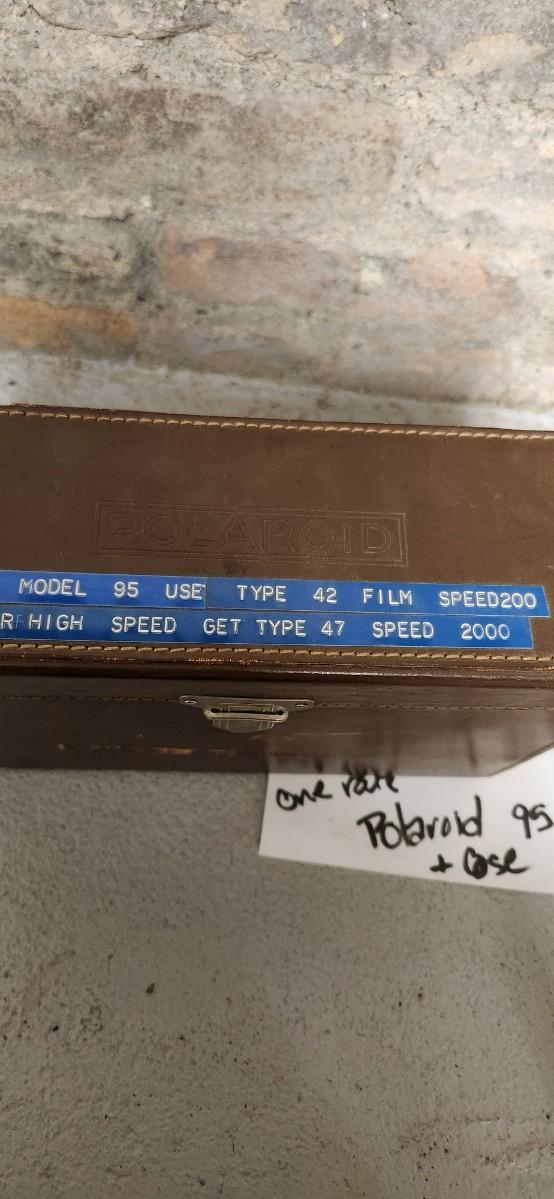 POLAROID
MODEL 95 USE TYPE 42 FILM SPEED200
HIGH SPEED GET TYPE 47 SPEED 2000
one rare
Polaroid 95
+ Case